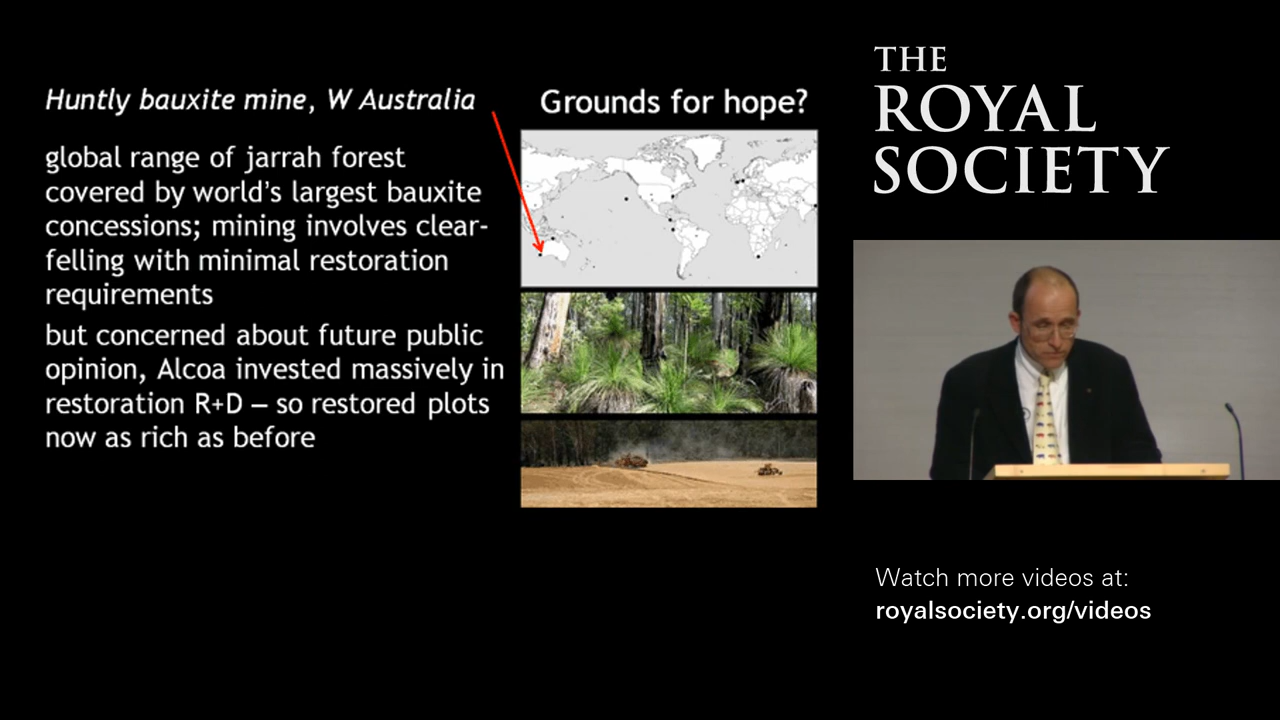 Huntly bauxite mine, W Australia
global range of jarrah forest
covered by world's largest bauxite
concessions; mining involves clear-
felling with minimal restoration
requirements
but concerned about future public
opinion, Alcoa invested massively in
restoration R+D – so restored plots
now as rich as before
Grounds for hope?
THE
ROYAL
SOCIETY
Watch more videos at:
royalsociety.org/videos